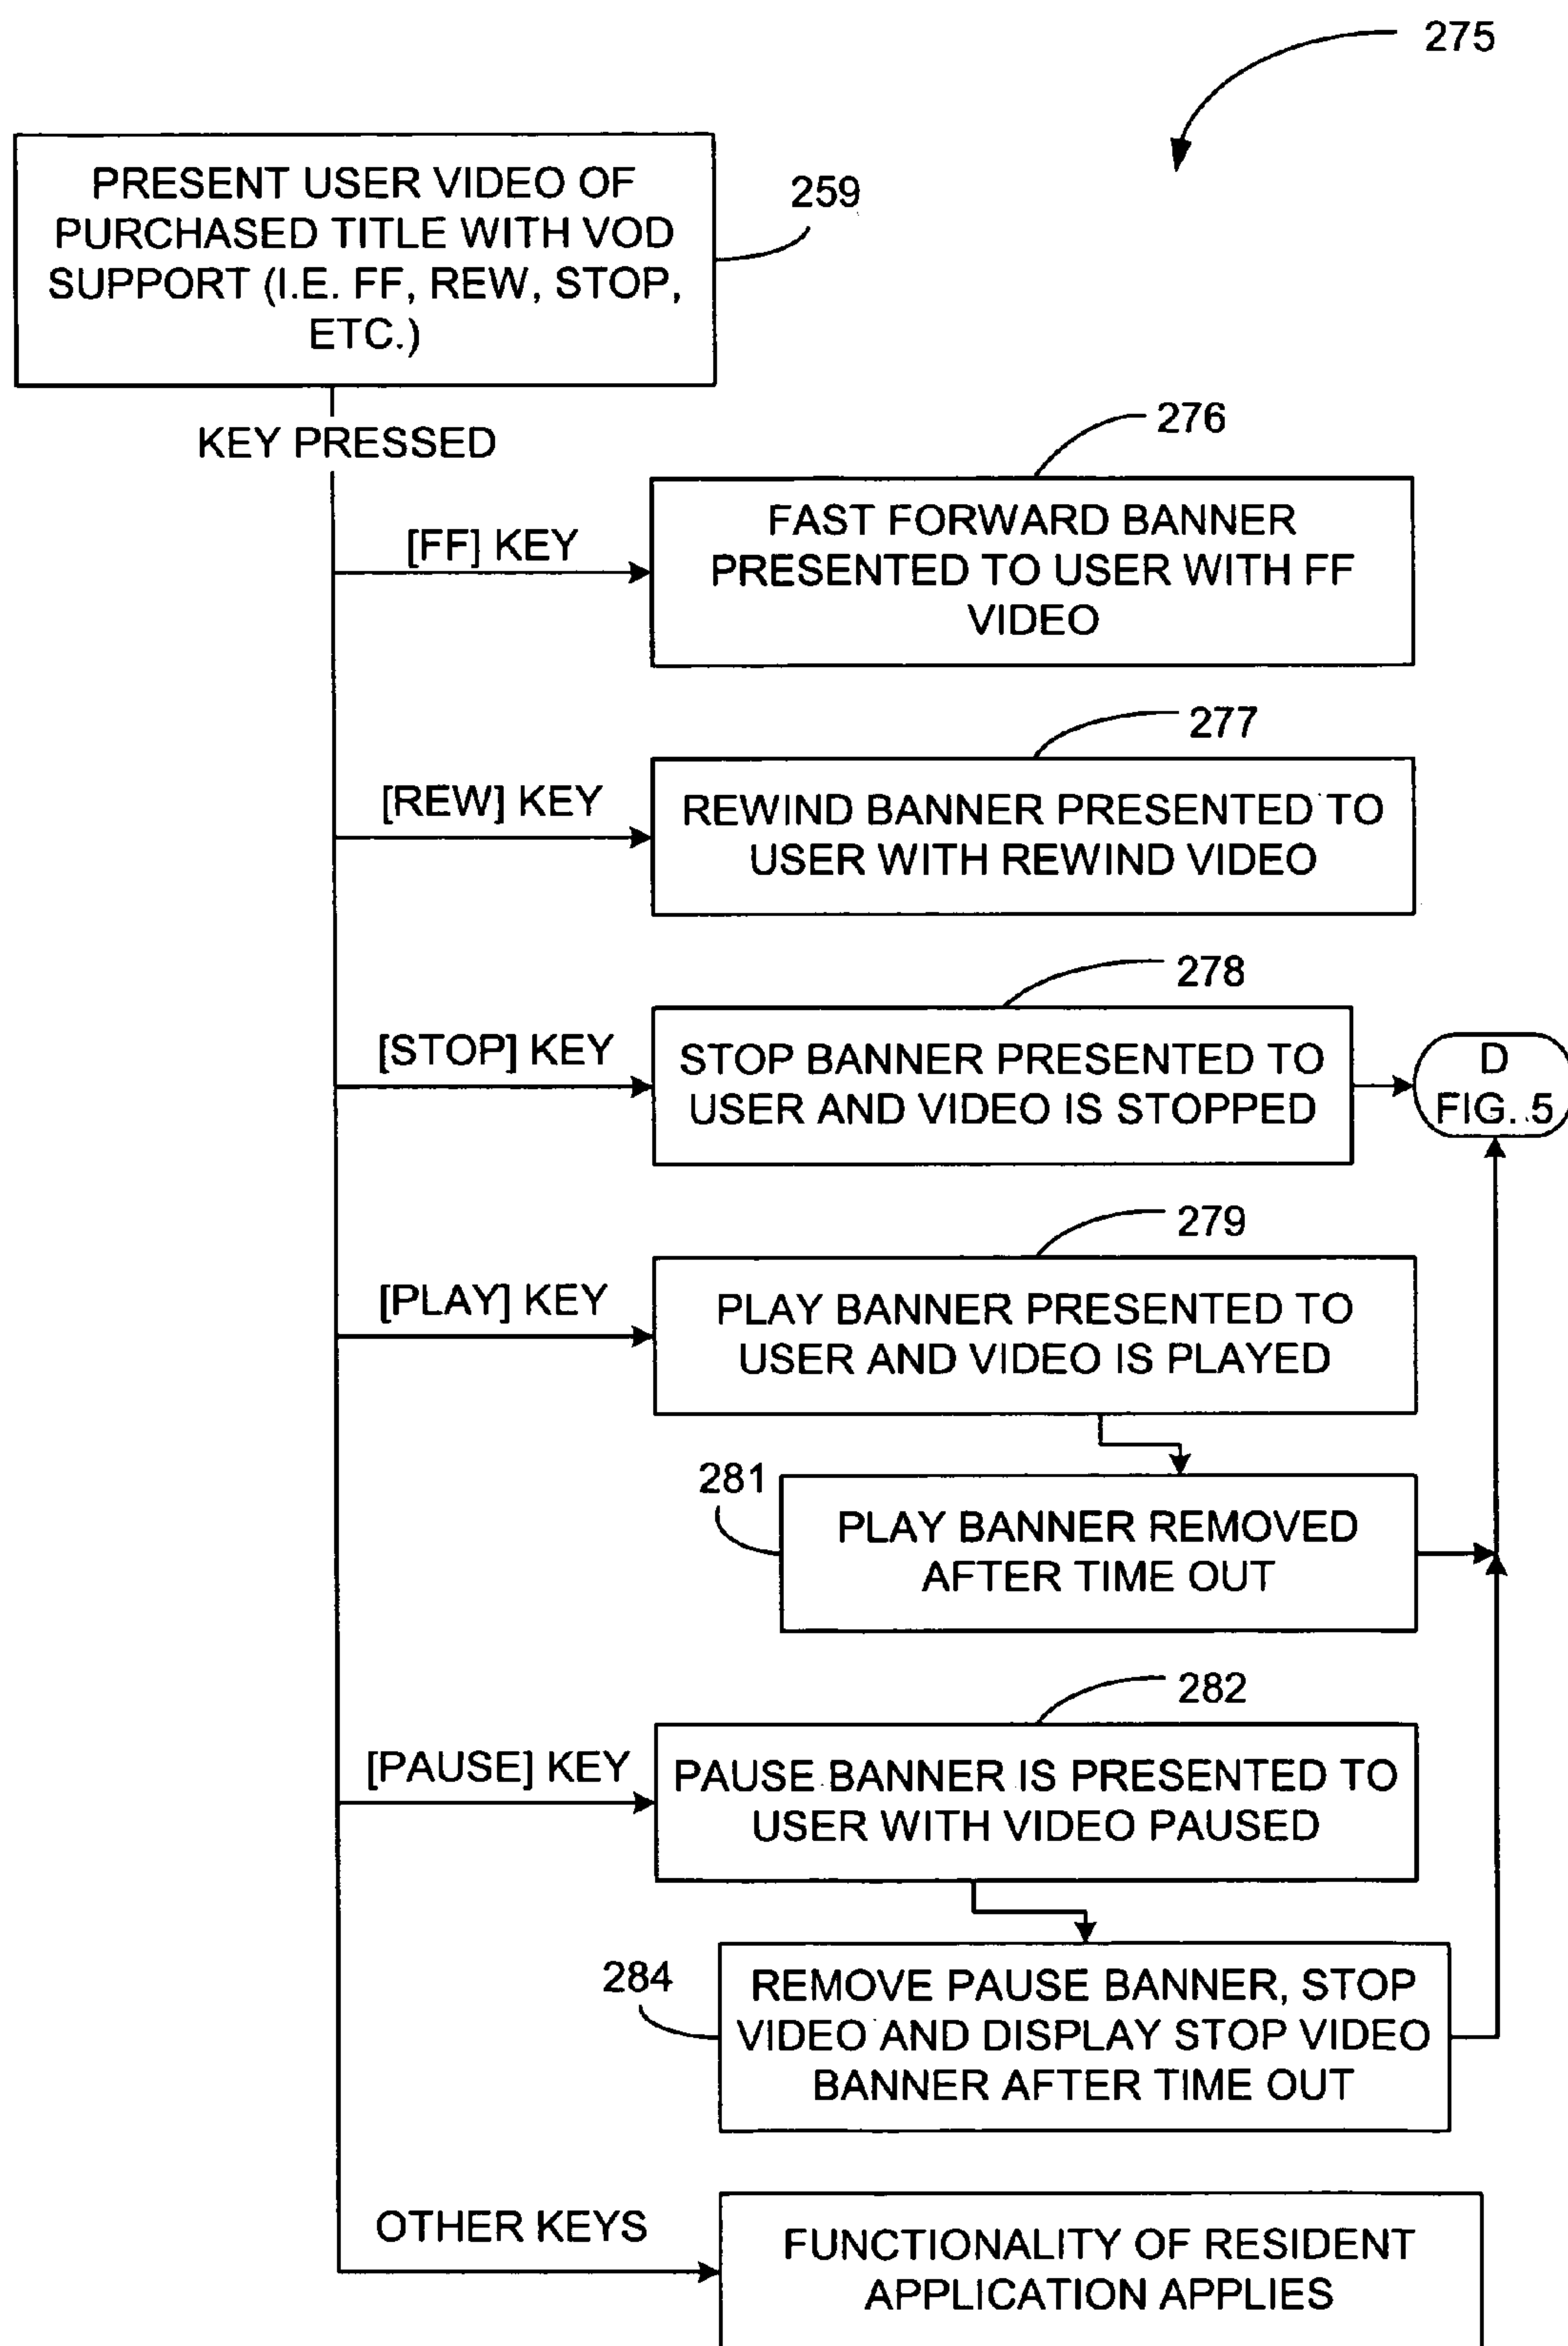 275
PRESENT USER VIDEO OF
PURCHASED TITLE WITH VOD
SUPPORT (I.E. FF, REW, STOP,
ETC.)
259
KEY PRESSED
276
[FF] KEY
FAST FORWARD BANNER
PRESENTED TO USER WITH FF
VIDEO
277
[REW] KEY
REWIND BANNER PRESENTED TO
USER WITH REWIND VIDEO
278
[STOP] KEY
STOP BANNER PRESENTED TO
USER AND VIDEO IS STOPPED
D
FIG. 5
279
[PLAY] KEY
PLAY BANNER PRESENTED TO
USER AND VIDEO IS PLAYED
281
PLAY BANNER REMOVED
AFTER TIME OUT
282
[PAUSE] KEY
PAUSE BANNER IS PRESENTED TO
USER WITH VIDEO PAUSED
284
REMOVE PAUSE BANNER, STOP
VIDEO AND DISPLAY STOP VIDEO
BANNER AFTER TIME OUT
OTHER KEYS
FUNCTIONALITY OF RESIDENT
APPLICATION APPLIES